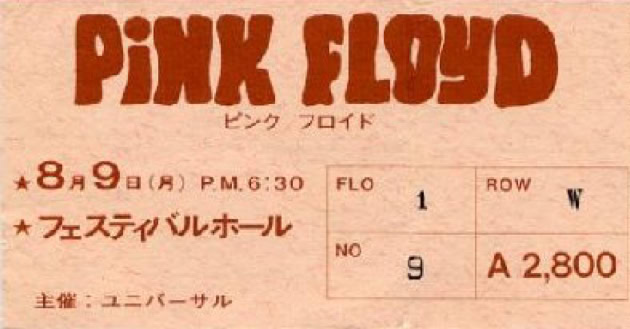 PiNK FLOYD
ピンク フロイド
★8月9日(月) P.M.6:30
★フェスティバルホール
主催:ユニバーサル
FLO 1
ROW W
NO 9
A 2,800